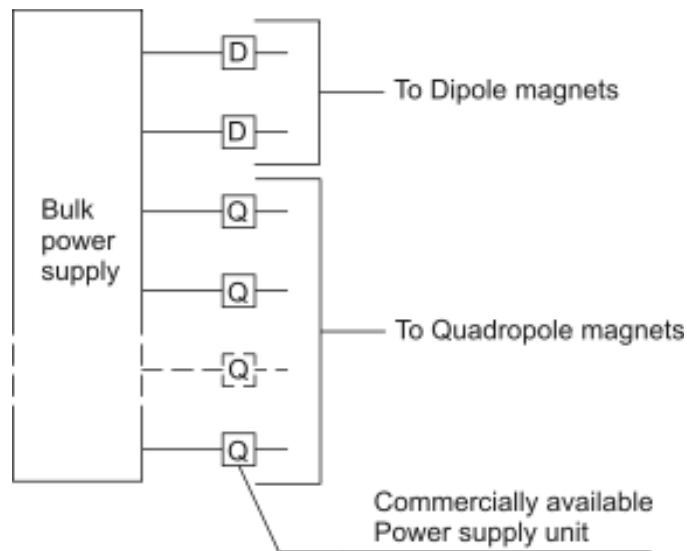 D
To Dipole magnets
D
Bulk
power
supply
Q
Q
To Quadropole magnets
Q
Q
Commercially available
Power supply unit